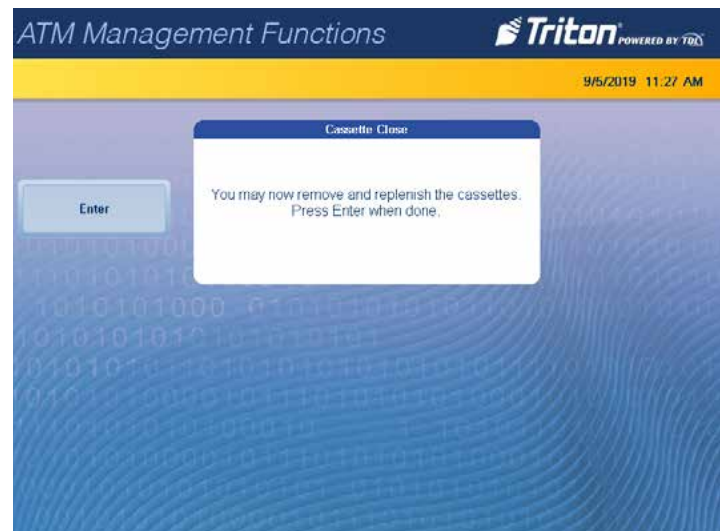 ATM Management Functions
Triton POWERED BY TDL
9/5/2019 11:27 AM
Cassette Close
Enter
You may now remove and replenish the cassettes.
Press Enter when done.